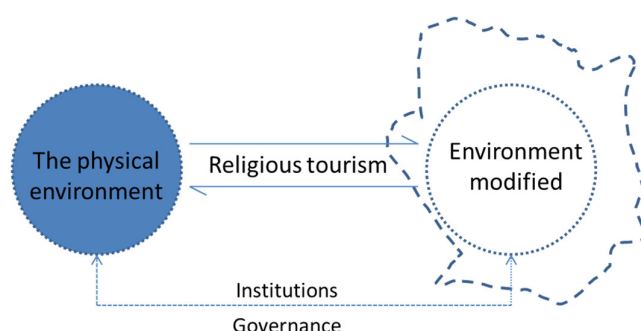 The physical
environment
Religious tourism
Environment
modified
Institutions
Governance